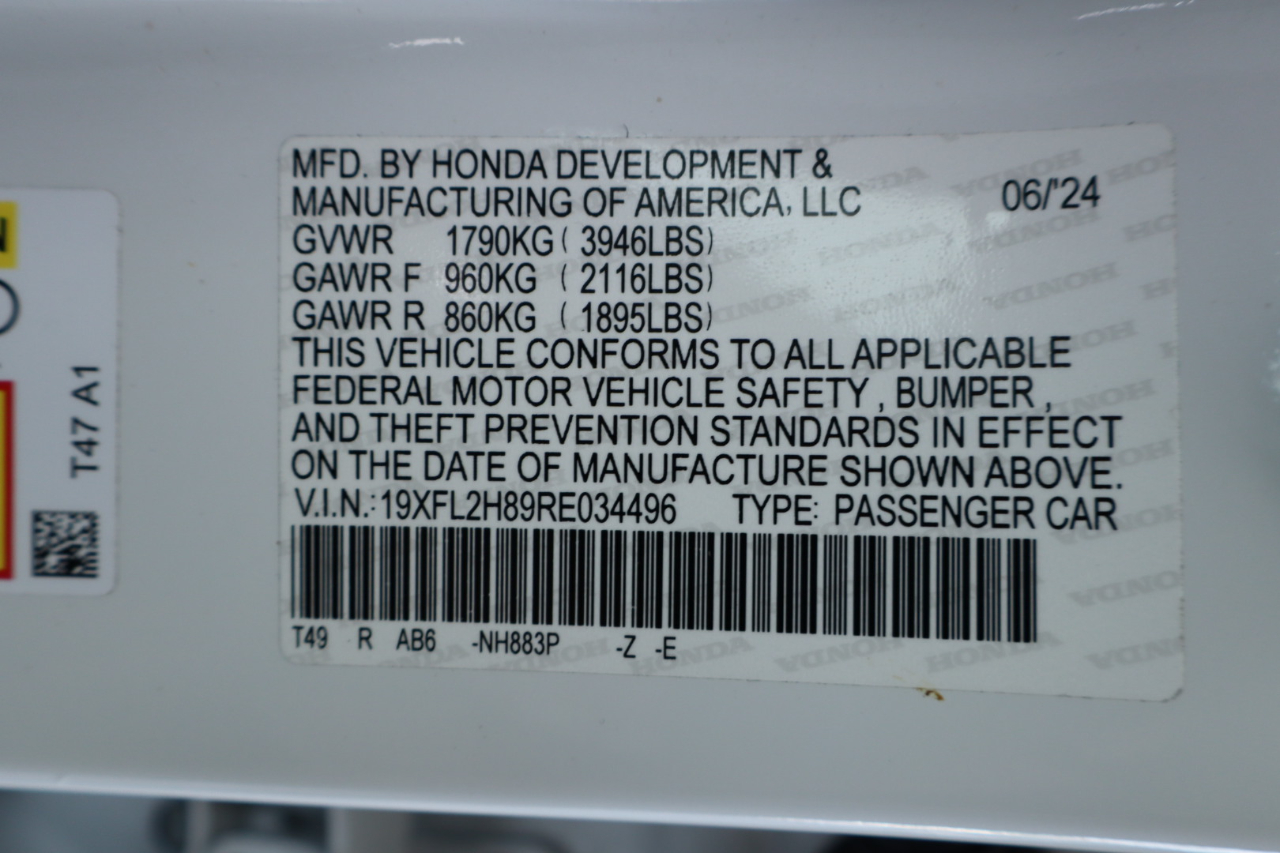 MFD. BY HONDA DEVELOPMENT &
MANUFACTURING OF AMERICA, LLC 06/'24
GVWR 1790KG ( 3946LBS)
GAWR F 960KG ( 2116LBS)
GAWR R 860KG ( 1895LBS)
THIS VEHICLE CONFORMS TO ALL APPLICABLE
FEDERAL MOTOR VEHICLE SAFETY , BUMPER ,
AND THEFT PREVENTION STANDARDS IN EFFECT
ON THE DATE OF MANUFACTURE SHOWN ABOVE.
V.I.N.: 19XFL2H89RE034496 TYPE: PASSENGER CAR
T49 R AB6 -NH883P -Z -E
T47 A1